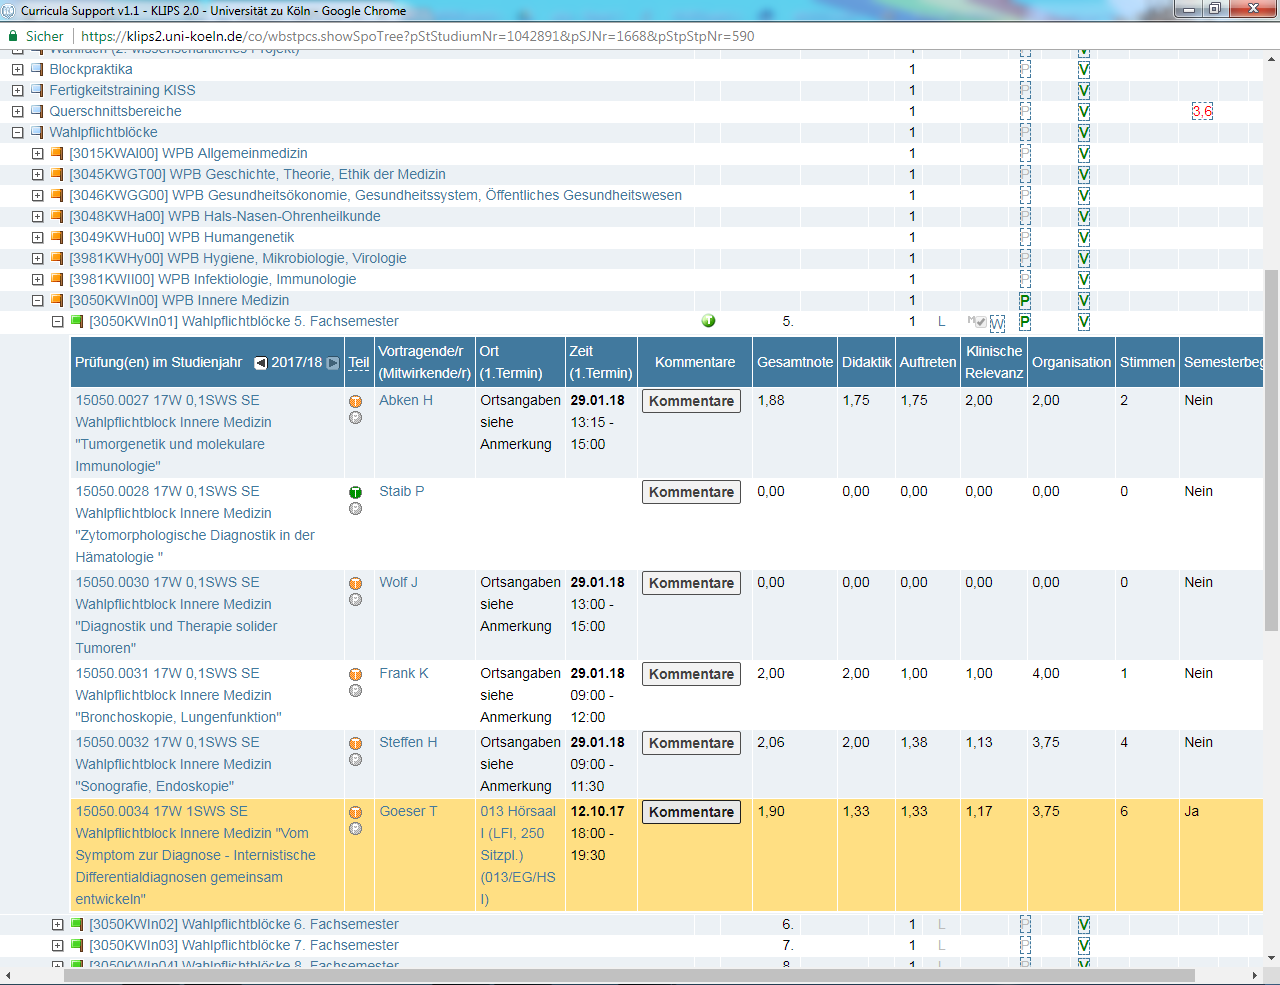 Curricula Support v1.1 - KLIPS 2.0 - Universität zu Köln - Google Chrome
Sicher https://klips2.uni-koeln.de/co/wbstpcs.showSpoTree?pStStudiumNr=1042891&pSJNr=1668&pStpStpNr=590
Wahlfach (2. wissenschaftliches Projekt) 1 P V
Blockpraktika 1 P V
Fertigkeitstraining KISS 1 P V
Querschnittsbereiche 1 P V 3,6
Wahlpflichtblöcke 1 P V
[3015KWAl00] WPB Allgemeinmedizin 1 P V
[3045KWGT00] WPB Geschichte, Theorie, Ethik der Medizin 1 P V
[3046KWGG00] WPB Gesundheitsökonomie, Gesundheitssystem, Öffentliches Gesundheitswesen 1 P V
[3048KWHa00] WPB Hals-Nasen-Ohrenheilkunde 1 P V
[3049KWHu00] WPB Humangenetik 1 P V
[3981KWHy00] WPB Hygiene, Mikrobiologie, Virologie 1 P V
[3981KWII00] WPB Infektiologie, Immunologie 1 P V
[3050KWIn00] WPB Innere Medizin 1 P V
[3050KWIn01] Wahlpflichtblöcke 5. Fachsemester T 5. 1 L M W P V
Prüfung(en) im Studienjahr 2017/18 Teil Vortragende/r (Mitwirkende/r) Ort (1.Termin) Zeit (1.Termin) Kommentare Gesamtnote Didaktik Auftreten Klinische Relevanz Organisation Stimmen Semesterbeg
15050.0027 17W 0,1SWS SE T Abken H Ortsangaben 29.01.18 Kommentare 1,88 1,75 1,75 2,00 2,00 2 Nein
Wahlpflichtblock Innere Medizin P siehe 13:15 -
"Tumorgenetik und molekulare Anmerkung 15:00
Immunologie"
15050.0028 17W 0,1SWS SE T Staib P Kommentare 0,00 0,00 0,00 0,00 0,00 0 Nein
Wahlpflichtblock Innere Medizin P
"Zytomorphologische Diagnostik in der
Hämatologie "
15050.0030 17W 0,1SWS SE T Wolf J Ortsangaben 29.01.18 Kommentare 0,00 0,00 0,00 0,00 0,00 0 Nein
Wahlpflichtblock Innere Medizin P siehe 13:00 -
"Diagnostik und Therapie solider Anmerkung 15:00
Tumoren"
15050.0031 17W 0,1SWS SE T Frank K Ortsangaben 29.01.18 Kommentare 2,00 2,00 1,00 1,00 4,00 1 Nein
Wahlpflichtblock Innere Medizin P siehe 09:00 -
"Bronchoskopie, Lungenfunktion" Anmerkung 12:00
15050.0032 17W 0,1SWS SE T Steffen H Ortsangaben 29.01.18 Kommentare 2,06 2,00 1,38 1,13 3,75 4 Nein
Wahlpflichtblock Innere Medizin P siehe 09:00 -
"Sonografie, Endoskopie" Anmerkung 11:30
15050.0034 17W 1SWS SE T Goeser T 013 Hörsaal 12.10.17 Kommentare 1,90 1,33 1,33 1,17 3,75 6 Ja
Wahlpflichtblock Innere Medizin "Vom P I (LFI, 250 18:00 -
Symptom zur Diagnose - Internistische Sitzpl.) 19:30
Differentialdiagnosen gemeinsam (013/EG/HS
entwickeln" I)
[3050KWIn02] Wahlpflichtblöcke 6. Fachsemester 6. 1 L P V
[3050KWIn03] Wahlpflichtblöcke 7. Fachsemester 7. 1 L P V
[3050KWIn04] Wahlpflichtblöcke 8. Fachsemester 8. 1 L P V